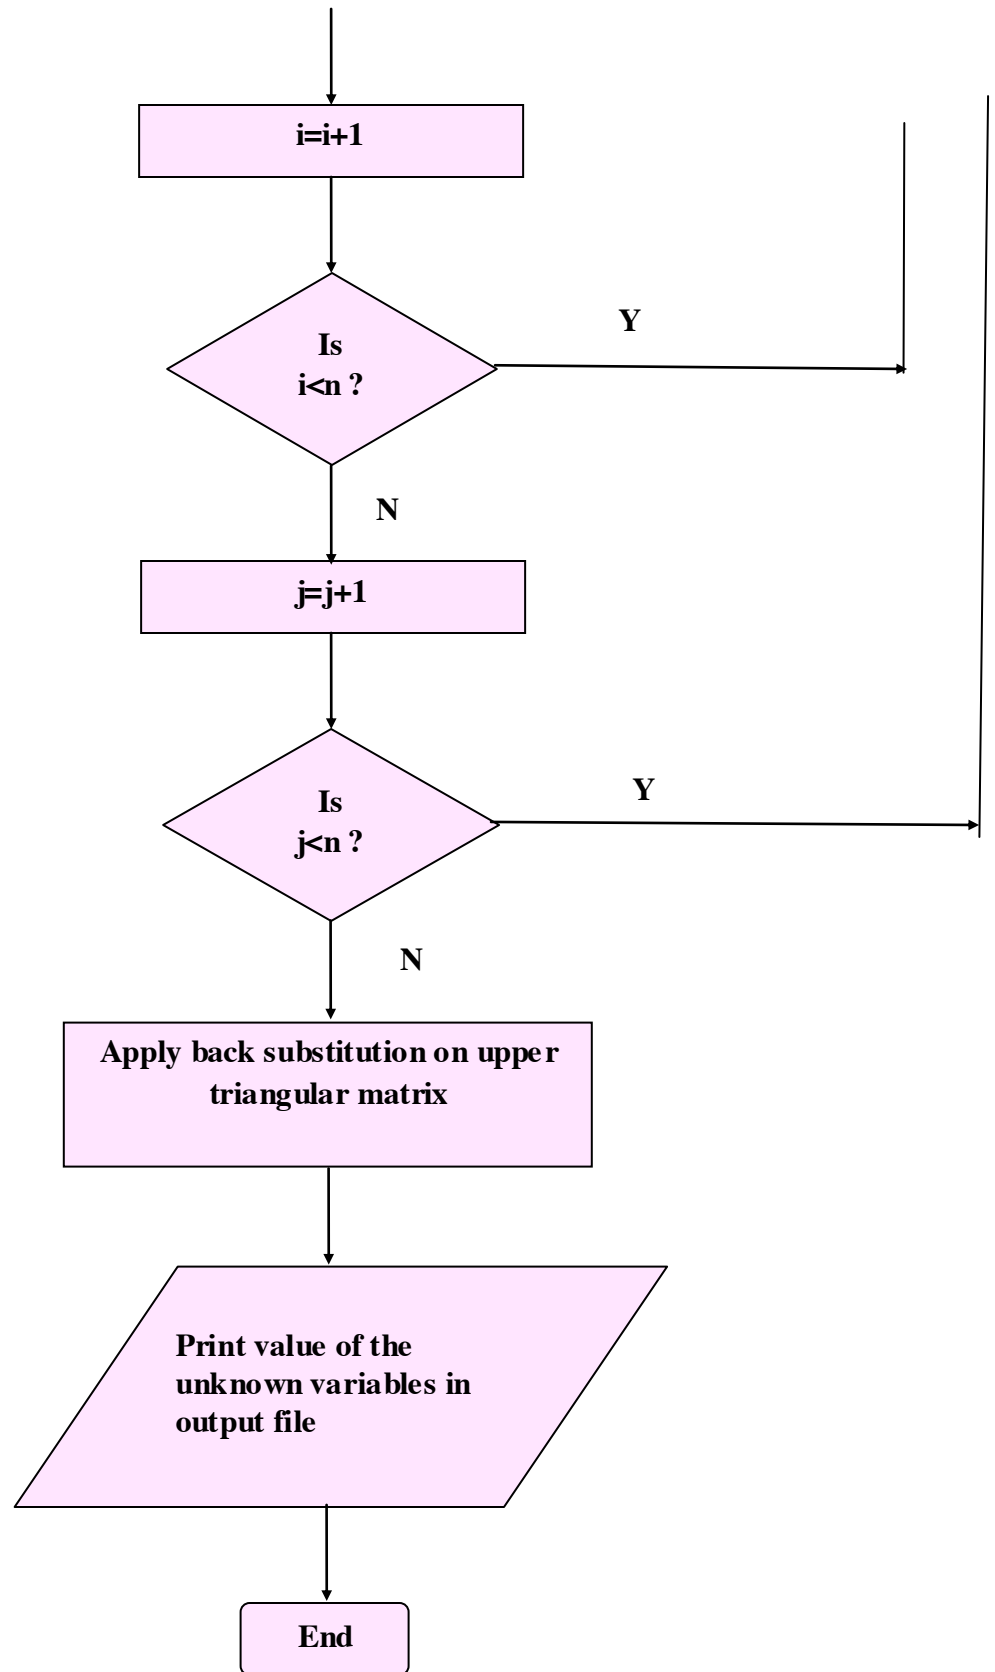 i=i+1
Is
i<n ?
Y
N
j=j+1
Is
j<n ?
Y
N
Apply back substitution on upper
triangular matrix
Print value of the
unknown variables in
output file
End